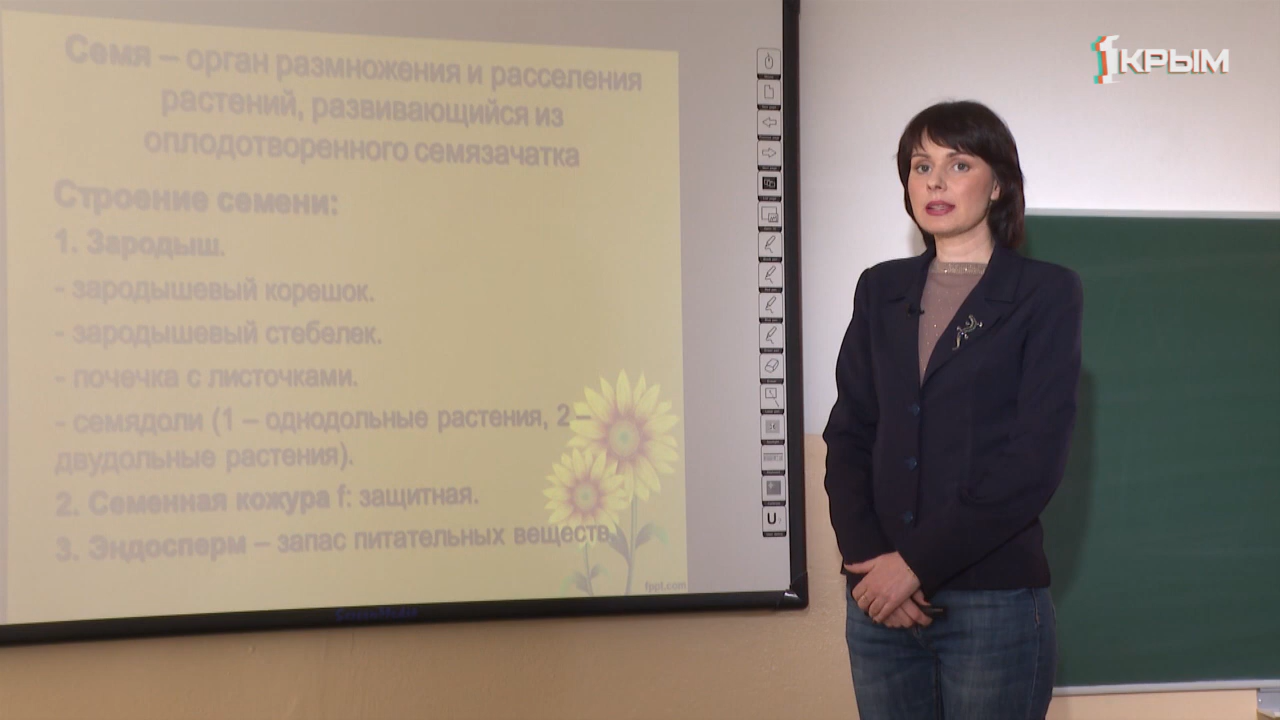 1КРЫМ
Семя – орган размножения и расселения
растений, развивающийся из
оплодотворенного семязачатка
Строение семени:
1. Зародыш.
- зародышевый корешок.
- зародышевый стебелек.
- почечка с листочками.
- семядоли (1 – однодольные растения, 2 –
двудольные растения).
2. Семенная кожура f: защитная.
3. Эндосперм – запас питательных веществ.
fppt.com